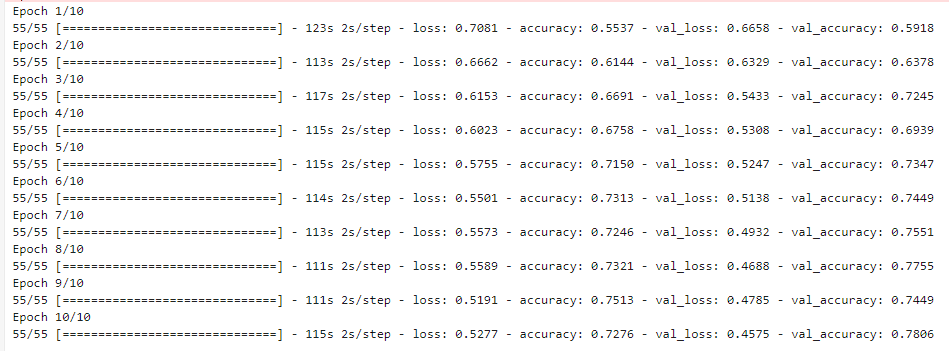 Epoch 1/10
55/55 [==============================] - 123s 2s/step - loss: 0.7081 - accuracy: 0.5537 - val_loss: 0.6658 - val_accuracy: 0.5918
Epoch 2/10
55/55 [==============================] - 113s 2s/step - loss: 0.6662 - accuracy: 0.6144 - val_loss: 0.6329 - val_accuracy: 0.6378
Epoch 3/10
55/55 [==============================] - 117s 2s/step - loss: 0.6153 - accuracy: 0.6691 - val_loss: 0.5433 - val_accuracy: 0.7245
Epoch 4/10
55/55 [==============================] - 115s 2s/step - loss: 0.6023 - accuracy: 0.6758 - val_loss: 0.5308 - val_accuracy: 0.6939
Epoch 5/10
55/55 [==============================] - 115s 2s/step - loss: 0.5755 - accuracy: 0.7150 - val_loss: 0.5247 - val_accuracy: 0.7347
Epoch 6/10
55/55 [==============================] - 114s 2s/step - loss: 0.5501 - accuracy: 0.7313 - val_loss: 0.5138 - val_accuracy: 0.7449
Epoch 7/10
55/55 [==============================] - 113s 2s/step - loss: 0.5573 - accuracy: 0.7246 - val_loss: 0.4932 - val_accuracy: 0.7551
Epoch 8/10
55/55 [==============================] - 111s 2s/step - loss: 0.5589 - accuracy: 0.7321 - val_loss: 0.4688 - val_accuracy: 0.7755
Epoch 9/10
55/55 [==============================] - 111s 2s/step - loss: 0.5191 - accuracy: 0.7513 - val_loss: 0.4785 - val_accuracy: 0.7449
Epoch 10/10
55/55 [==============================] - 115s 2s/step - loss: 0.5277 - accuracy: 0.7276 - val_loss: 0.4575 - val_accuracy: 0.7806